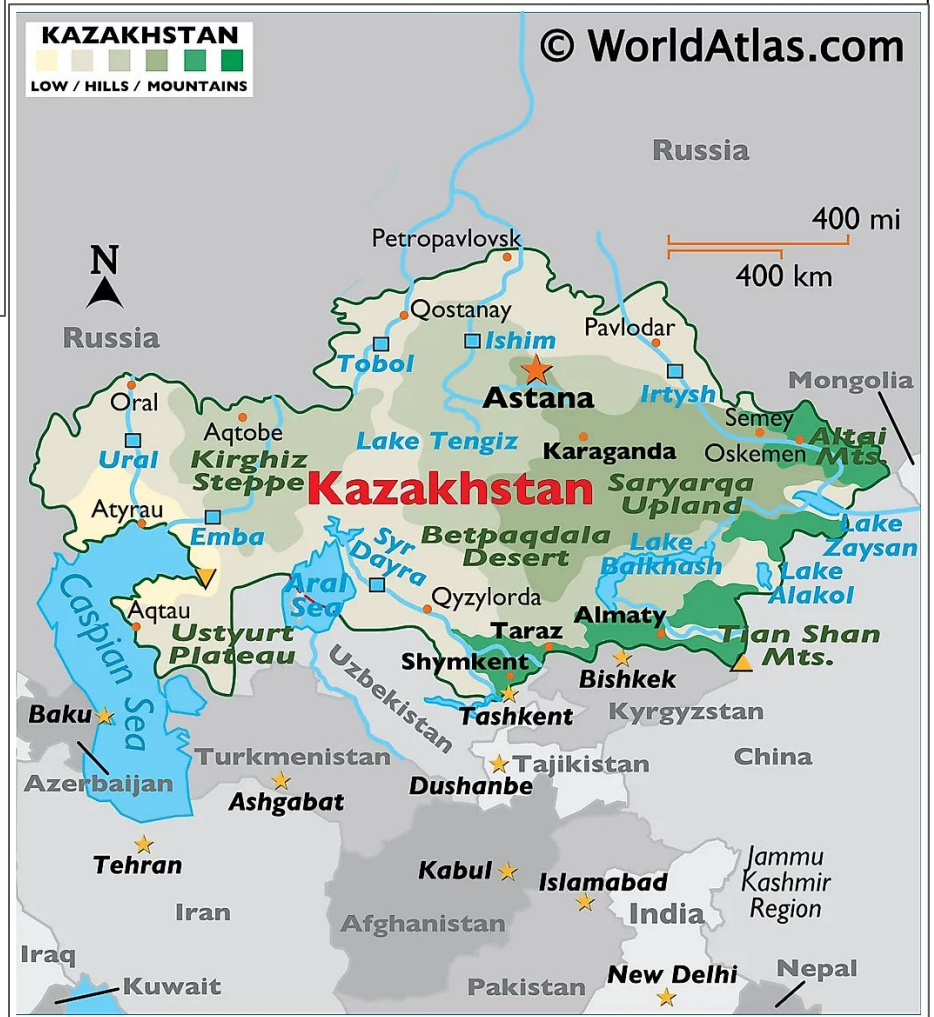 KAZAKHSTAN
LOW / HILLS / MOUNTAINS
© WorldAtlas.com
Russia
400 mi
400 km
N
Petropavlovsk
Qostanay
Russia
Tobol
Ishim
Pavlodar
Irtysh
Mongolia
Astana
Oral
Aqtobe
Ural
Kirghiz
Steppe
Lake Tengiz
Karaganda
Semey
Oskemen
Altai
Mts.
Kazakhstan
Saryarqa
Upland
Atyrau
Emba
Syr
Dayra
Betpaqdala
Desert
Lake
Balkhash
Lake
Zaysan
Lake
Alakol
Caspian Sea
Aral
Sea
Aqtau
Ustyurt
Plateau
Qyzylorda
Taraz
Almaty
Shymkent
Tian Shan
Mts.
Uzbekistan
Bishkek
Tashkent
Kyrgyzstan
Baku
Azerbaijan
Turkmenistan
Ashgabat
Dushanbe
Tajikistan
China
Tehran
Kabul
Islamabad
Jammu
Kashmir
Region
Iran
Afghanistan
India
Iraq
Kuwait
Pakistan
New Delhi
Nepal